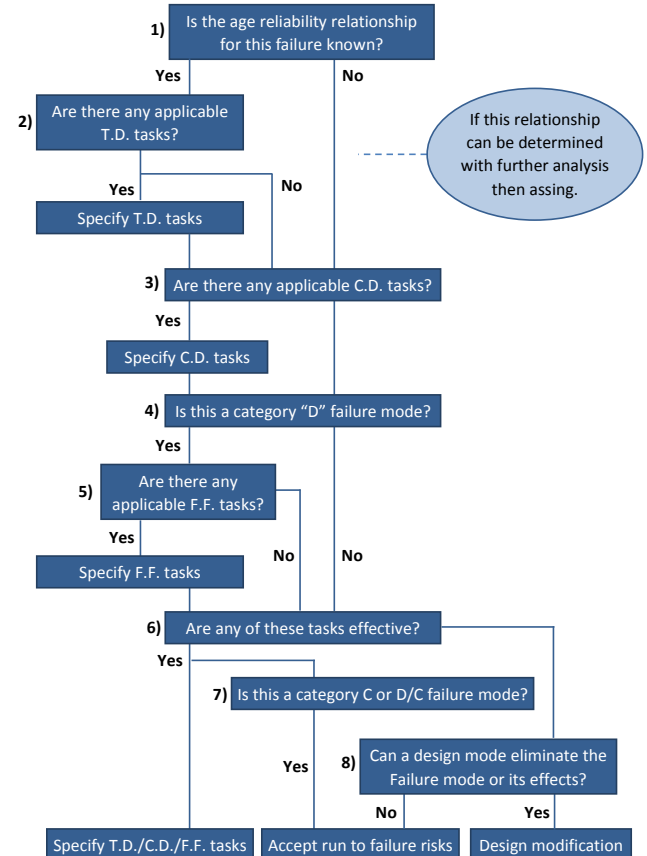 1) Is the age reliability relationship
for this failure known?
Yes
No
2) Are there any applicable
T.D. tasks?
If this relationship
can be determined
with further analysis
then assing.
Yes
No
Specify T.D. tasks
3) Are there any applicable C.D. tasks?
Yes
Specify C.D. tasks
4) Is this a category “D” failure mode?
Yes
5) Are there any
applicable F.F. tasks?
Yes
No
No
Specify F.F. tasks
6) Are any of these tasks effective?
Yes
7) Is this a category C or D/C failure mode?
8) Can a design mode eliminate the
Failure mode or its effects?
Yes
No
Yes
Specify T.D./C.D./F.F. tasks
Accept run to failure risks
Design modification